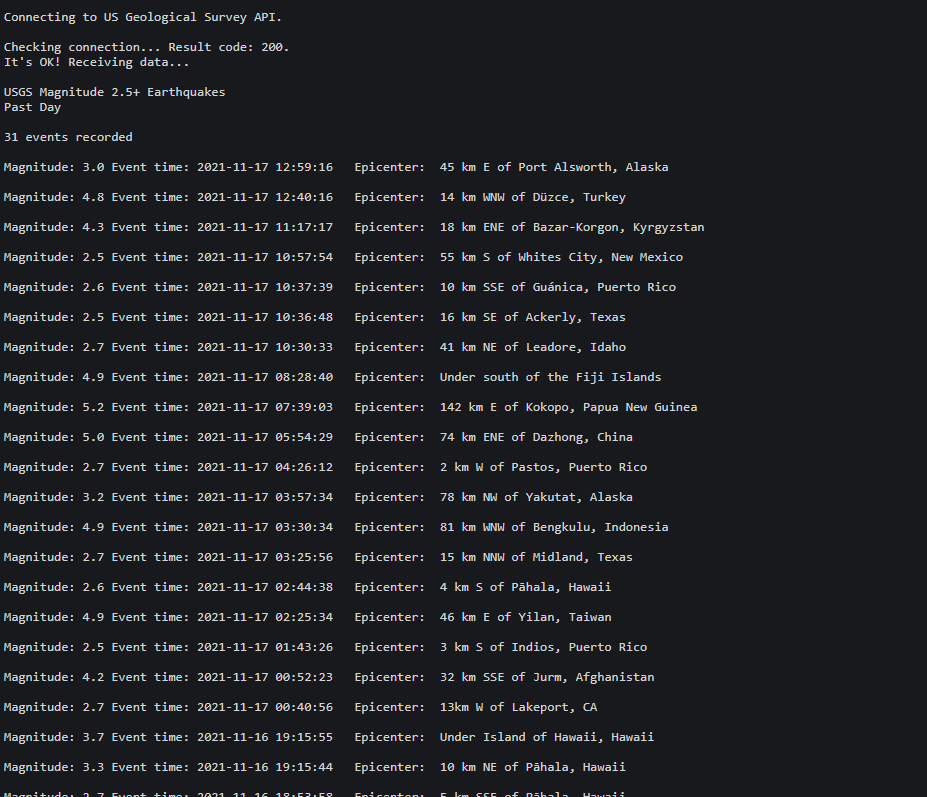 Connecting to US Geological Survey API.
Checking connection... Result code: 200.
It's OK! Receiving data...
USGS Magnitude 2.5+ Earthquakes
Past Day
31 events recorded
Magnitude: 3.0 Event time: 2021-11-17 12:59:16   Epicenter:  45 km E of Port Alsworth, Alaska
Magnitude: 4.8 Event time: 2021-11-17 12:40:16   Epicenter:  14 km WNW of Düzce, Turkey
Magnitude: 4.3 Event time: 2021-11-17 11:17:17   Epicenter:  18 km ENE of Bazar-Korgon, Kyrgyzstan
Magnitude: 2.5 Event time: 2021-11-17 10:57:54   Epicenter:  55 km S of Whites City, New Mexico
Magnitude: 2.6 Event time: 2021-11-17 10:37:39   Epicenter:  10 km SSE of Guánica, Puerto Rico
Magnitude: 2.5 Event time: 2021-11-17 10:36:48   Epicenter:  16 km SE of Ackerly, Texas
Magnitude: 2.7 Event time: 2021-11-17 10:30:33   Epicenter:  41 km NE of Leadore, Idaho
Magnitude: 4.9 Event time: 2021-11-17 08:28:40   Epicenter:  Under south of the Fiji Islands
Magnitude: 5.2 Event time: 2021-11-17 07:39:03   Epicenter:  142 km E of Kokopo, Papua New Guinea
Magnitude: 5.0 Event time: 2021-11-17 05:54:29   Epicenter:  74 km ENE of Dazhong, China
Magnitude: 2.7 Event time: 2021-11-17 04:26:12   Epicenter:  2 km W of Pastos, Puerto Rico
Magnitude: 3.2 Event time: 2021-11-17 03:57:34   Epicenter:  78 km NW of Yakutat, Alaska
Magnitude: 4.9 Event time: 2021-11-17 03:30:34   Epicenter:  81 km WNW of Bengkulu, Indonesia
Magnitude: 2.7 Event time: 2021-11-17 03:25:56   Epicenter:  15 km NNW of Midland, Texas
Magnitude: 2.6 Event time: 2021-11-17 02:44:38   Epicenter:  4 km S of Pāhala, Hawaii
Magnitude: 4.9 Event time: 2021-11-17 02:25:34   Epicenter:  46 km E of Yilan, Taiwan
Magnitude: 2.5 Event time: 2021-11-17 01:43:26   Epicenter:  3 km S of Indios, Puerto Rico
Magnitude: 4.2 Event time: 2021-11-17 00:52:23   Epicenter:  32 km SSE of Jurm, Afghanistan
Magnitude: 2.7 Event time: 2021-11-17 00:40:56   Epicenter:  13km W of Lakeport, CA
Magnitude: 3.7 Event time: 2021-11-16 19:15:55   Epicenter:  Under Island of Hawaii, Hawaii
Magnitude: 3.3 Event time: 2021-11-16 19:15:44   Epicenter:  10 km NE of Pāhala, Hawaii
Magnitude: 2.7 Event time: 2021-11-16 18:53:58   Epicenter:  5 km SSE of Pāhala, Hawaii